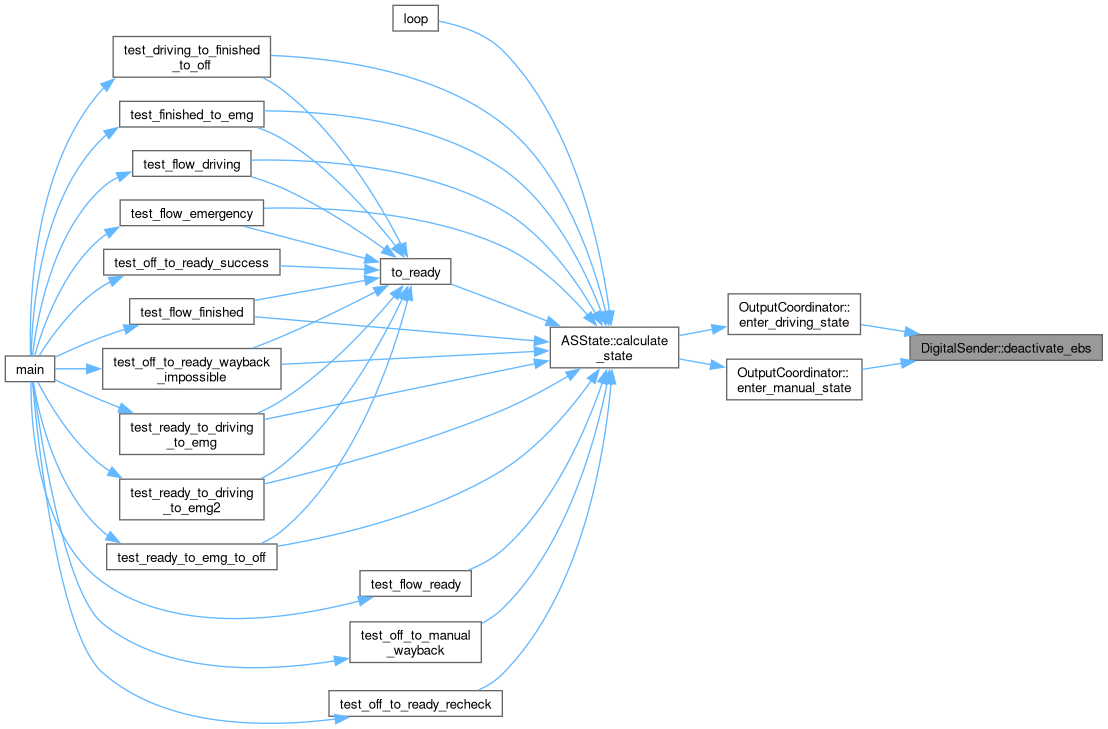 loop
test_driving_to_finished
_to_off
test_finished_to_emg
test_flow_driving
test_flow_emergency
test_off_to_ready_success
to_ready
test_flow_finished
OutputCoordinator::
enter_driving_state
ASState::calculate
_state
DigitalSender::deactivate_ebs
main
test_off_to_ready_wayback
_impossible
OutputCoordinator::
enter_manual_state
test_ready_to_driving
_to_emg
test_ready_to_driving
_to_emg2
test_ready_to_emg_to_off
test_flow_ready
test_off_to_manual
_wayback
test_off_to_ready_recheck